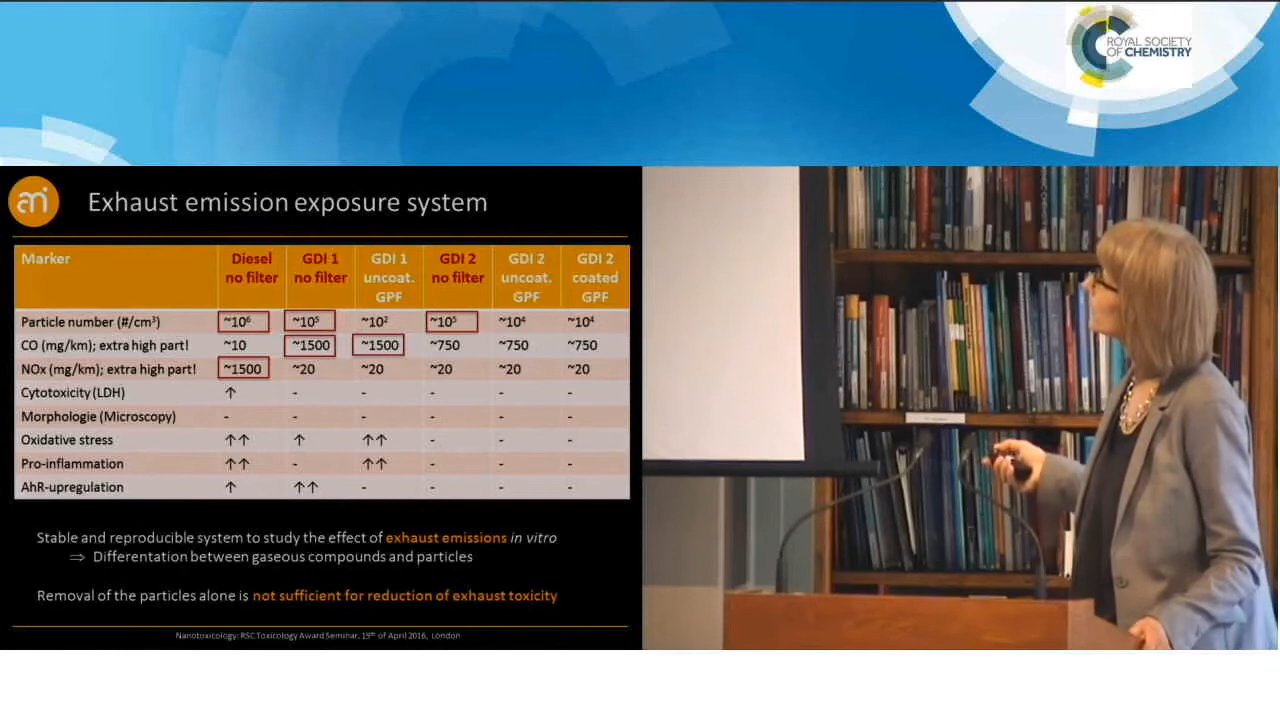 ROYAL SOCIETY
OF CHEMISTRY
Exhaust emission exposure system
Marker Diesel no filter GDI 1 no filter GDI 1 uncoat. GPF GDI 2 no filter GDI 2 uncoat. GPF GDI 2 coated GPF
Particle number (#/cm³) ~10⁶ ~10⁵ ~10² ~10⁵ ~10⁴ ~10⁴
CO (mg/km); extra high part! ~10 ~1500 ~1500 ~750 ~750 ~750
NOx (mg/km); extra high part! ~1500 ~20 ~20 ~20 ~20 ~20
Cytotoxicity (LDH) ↑ - - - - -
Morphologie (Microscopy) - - - - - -
Oxidative stress ↑↑ ↑ ↑↑ - - -
Pro-inflammation ↑↑ - ↑↑ - - -
AhR-upregulation ↑ ↑↑ - - - -
Stable and reproducible system to study the effect of exhaust emissions in vitro
⇒ Differentation between gaseous compounds and particles
Removal of the particles alone is not sufficient for reduction of exhaust toxicity
Nanotoxicology: RSC Toxicology Award Seminar, 19th of April 2016, London